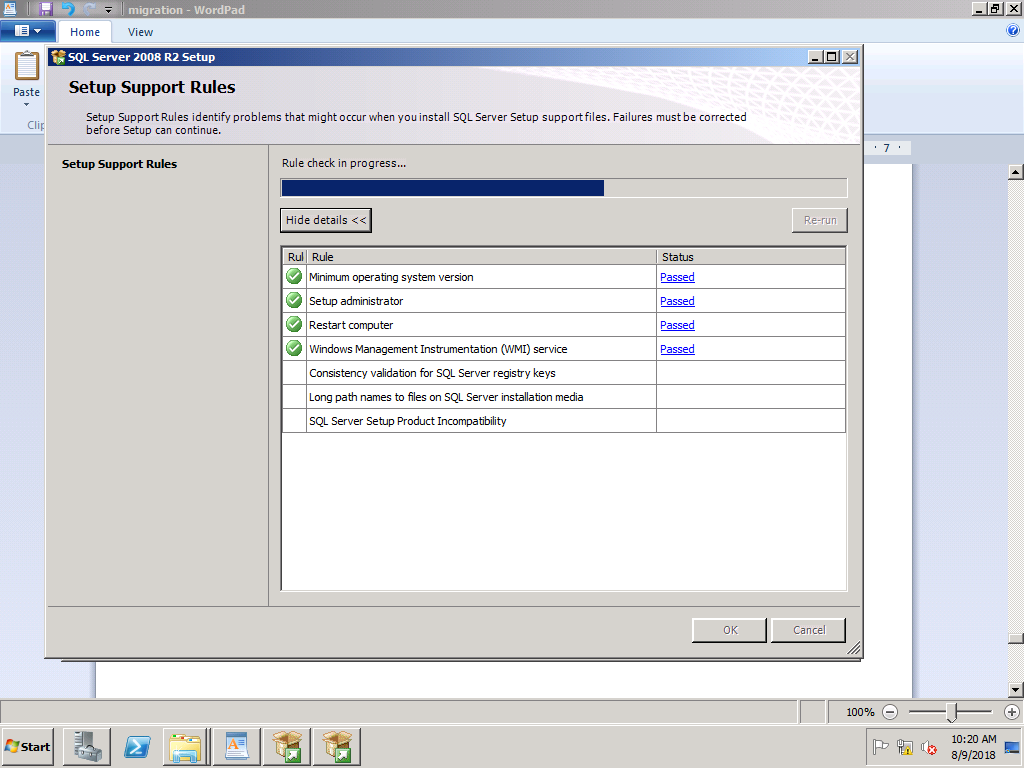 migration - WordPad
Home View
SQL Server 2008 R2 Setup
Setup Support Rules
Setup Support Rules identify problems that might occur when you install SQL Server Setup support files. Failures must be corrected
before Setup can continue.
Paste
Clip
7
Setup Support Rules
Rule check in progress...
Hide details <<
Re-run
Rul Rule Status
Minimum operating system version Passed
Setup administrator Passed
Restart computer Passed
Windows Management Instrumentation (WMI) service Passed
Consistency validation for SQL Server registry keys
Long path names to files on SQL Server installation media
SQL Server Setup Product Incompatibility
OK Cancel
100%
Start
10:20 AM
8/9/2018